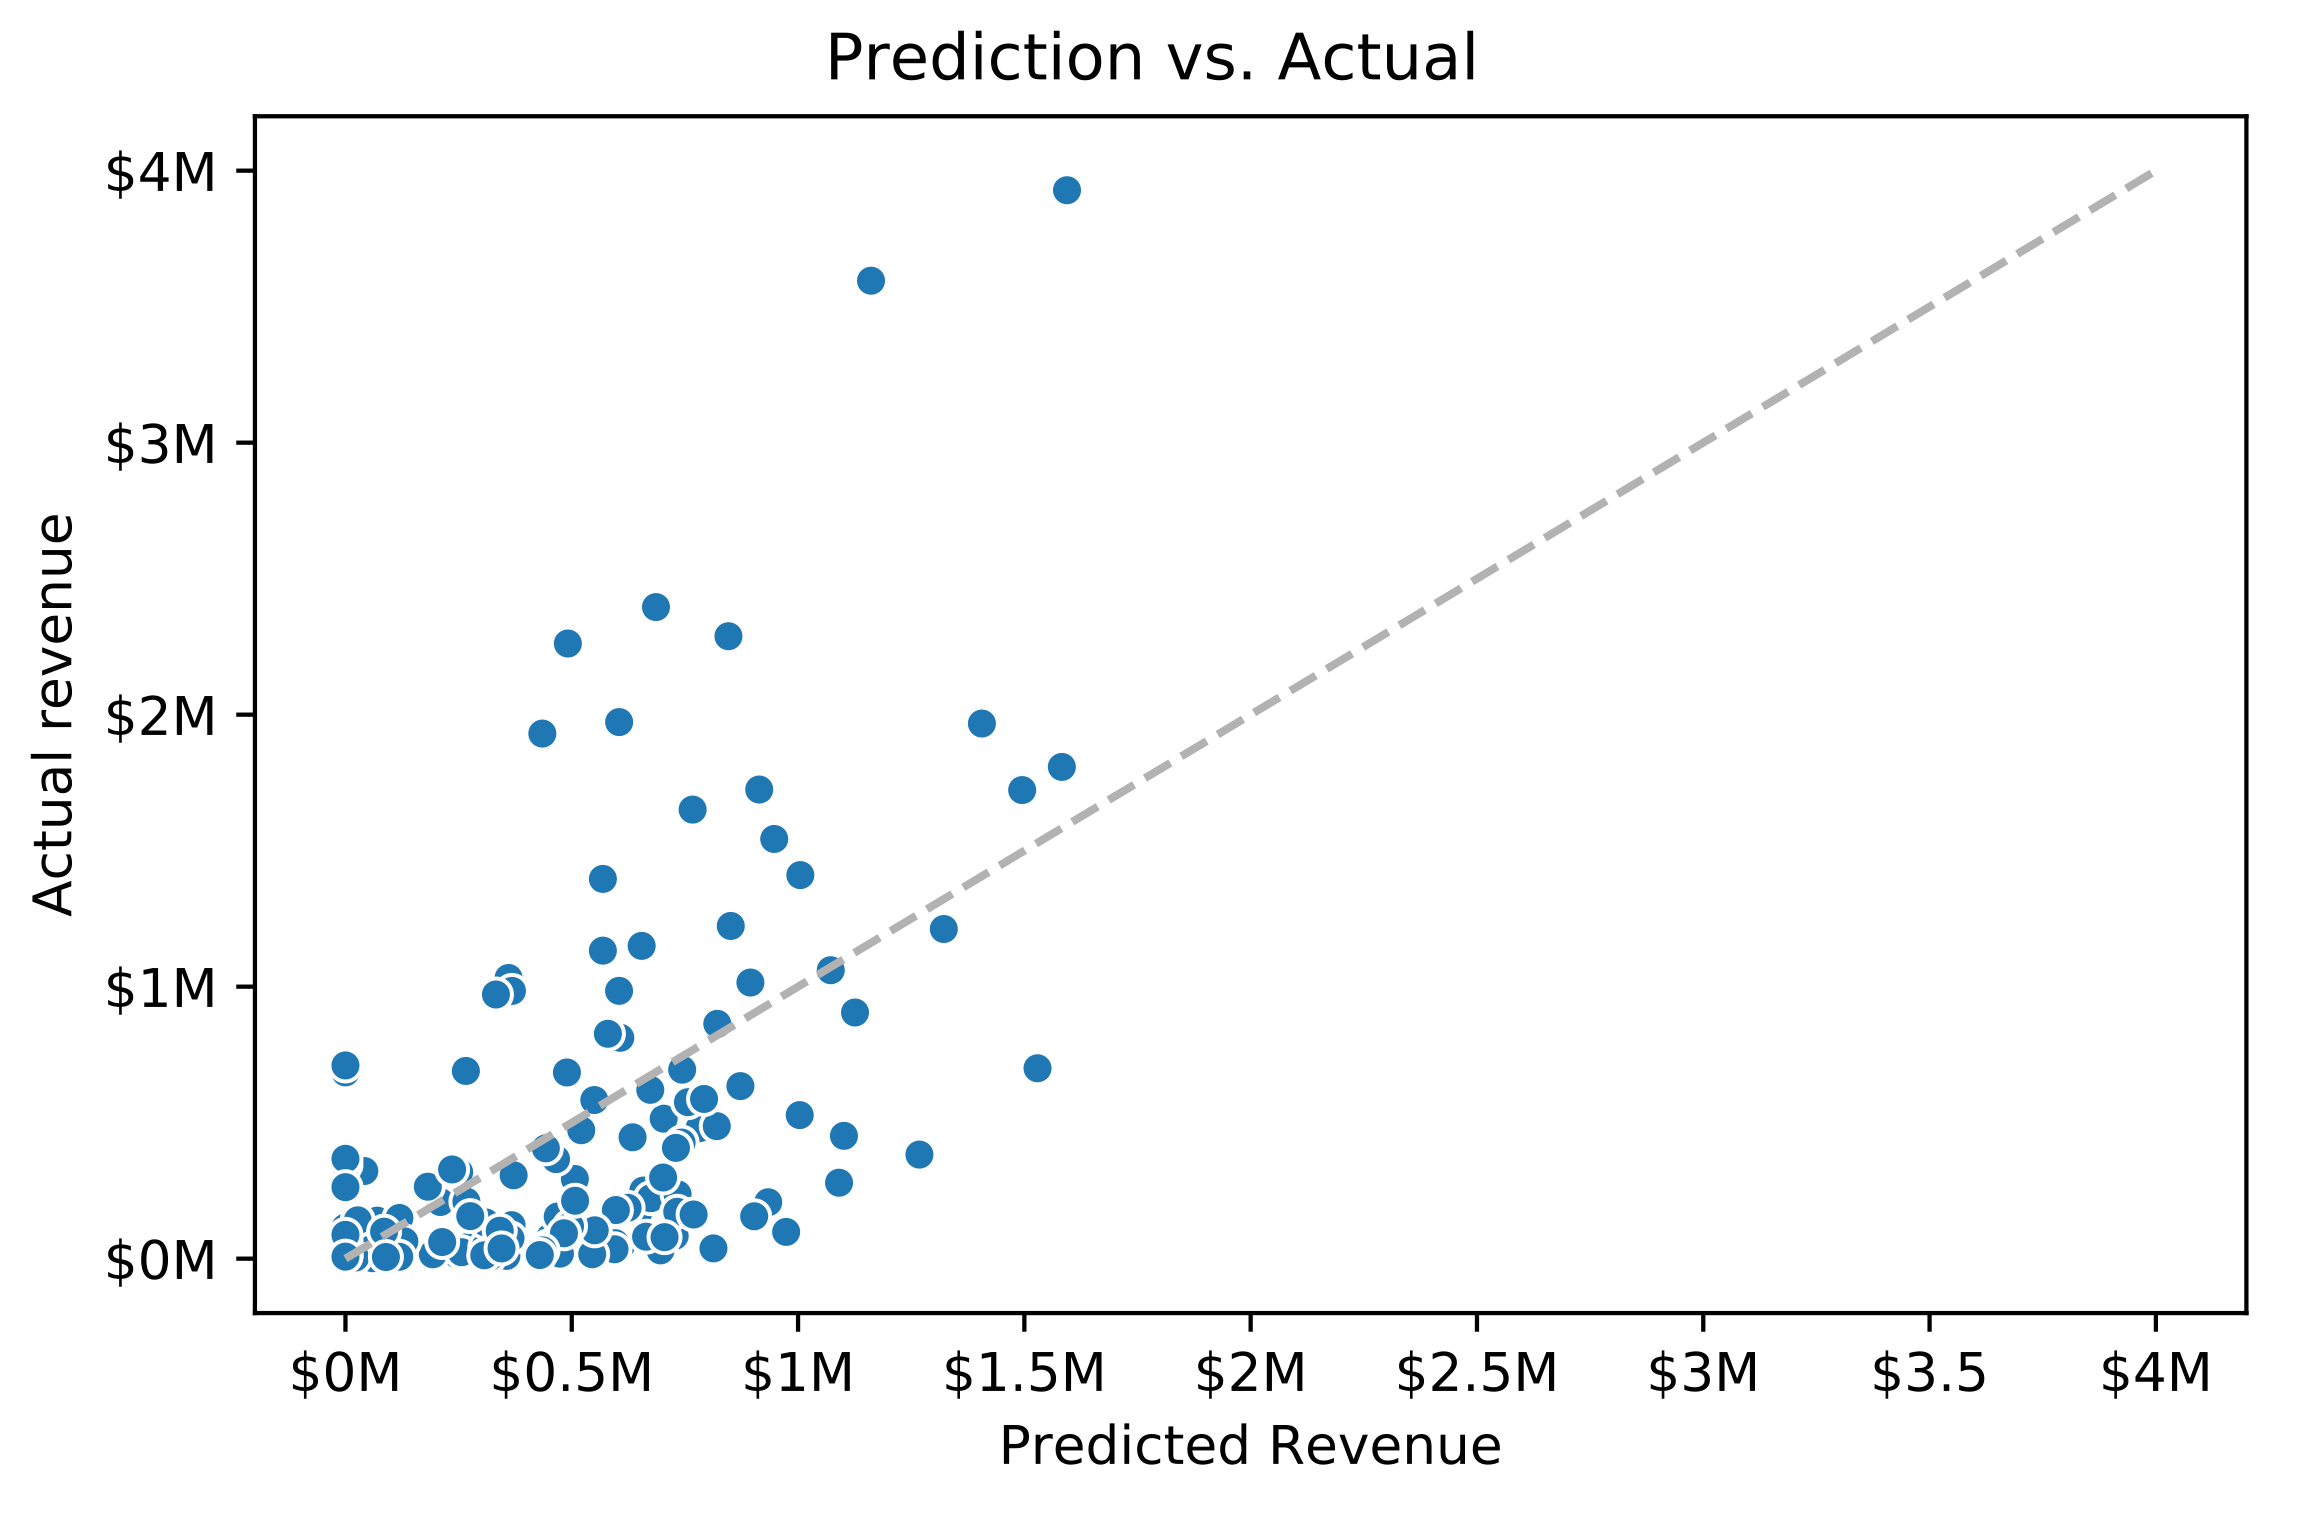 Prediction vs. Actual
Actual revenue
$4M
$3M
$2M
$1M
$0M
$0M $0.5M $1M $1.5M $2M $2.5M $3M $3.5 $4M
Predicted Revenue